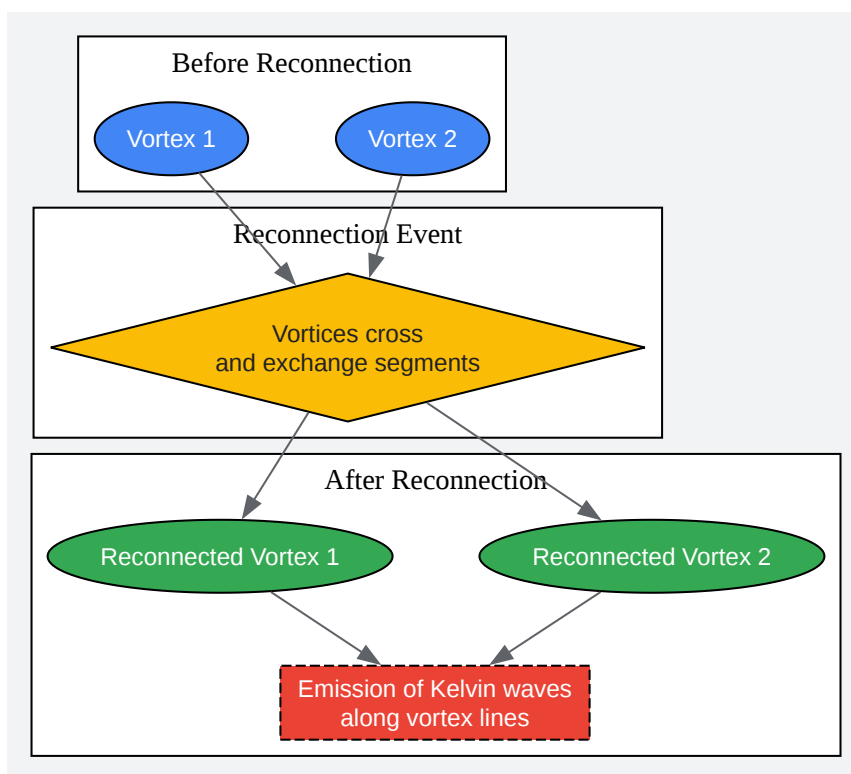 Before Reconnection
Vortex 1
Vortex 2
Reconnection Event
Vortices cross
and exchange segments
After Reconnection
Reconnected Vortex 1
Reconnected Vortex 2
Emission of Kelvin waves
along vortex lines